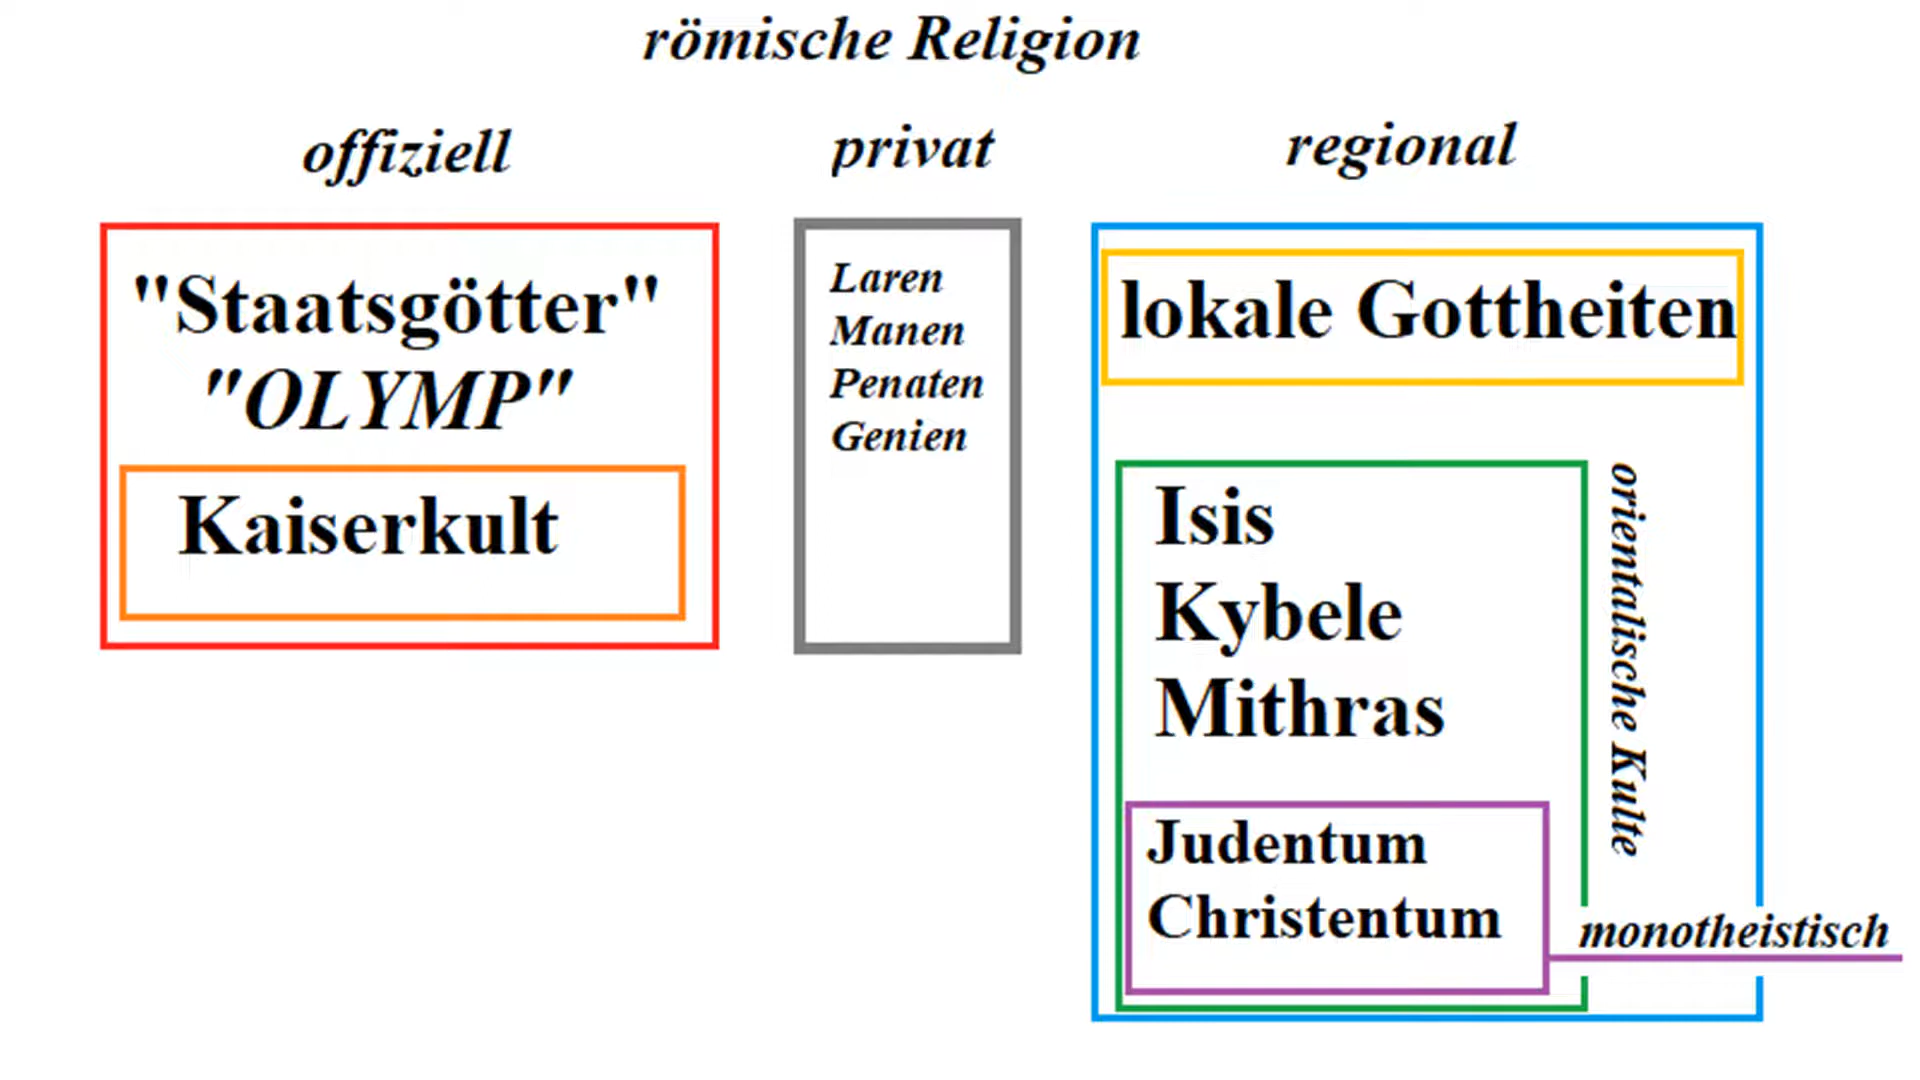 römische Religion
offiziell
privat
regional
"Staatsgötter"
"OLYMP"
Kaiserkult
Laren
Manen
Penaten
Genien
lokale Gottheiten
Isis
Kybele
Mithras
orientalische Kulte
Judentum
Christentum
monotheistisch